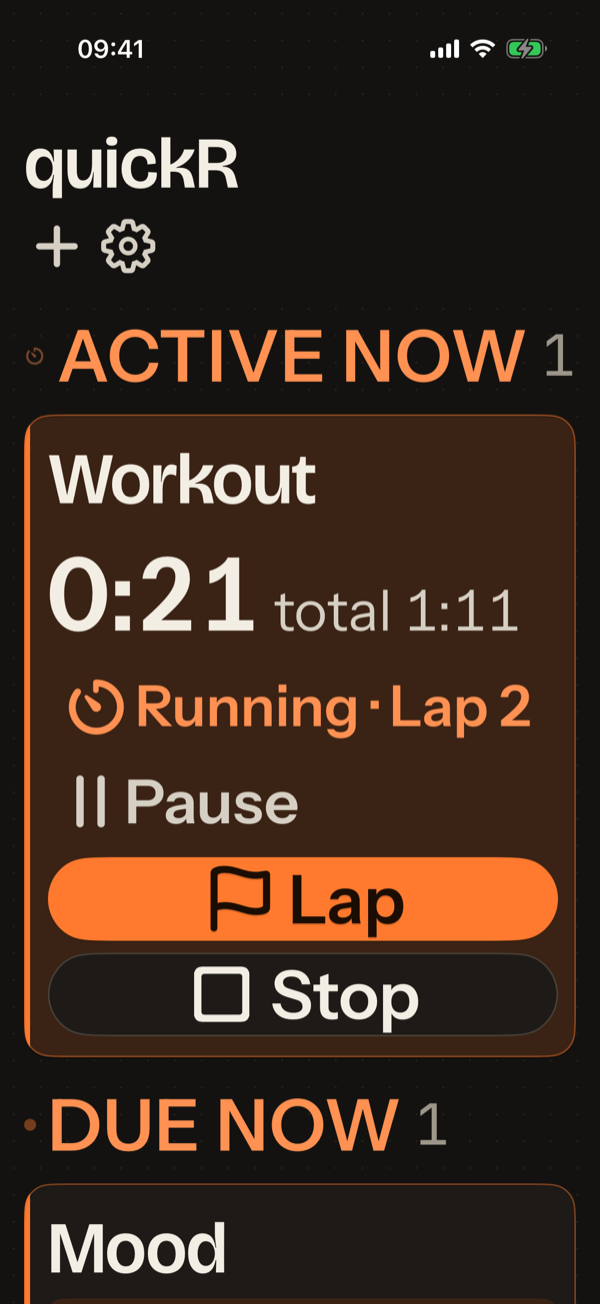 09:41
quickR
ACTIVE NOW 1
Workout
0:21 total 1:11
Running · Lap 2
Pause
Lap
Stop
DUE NOW 1
Mood